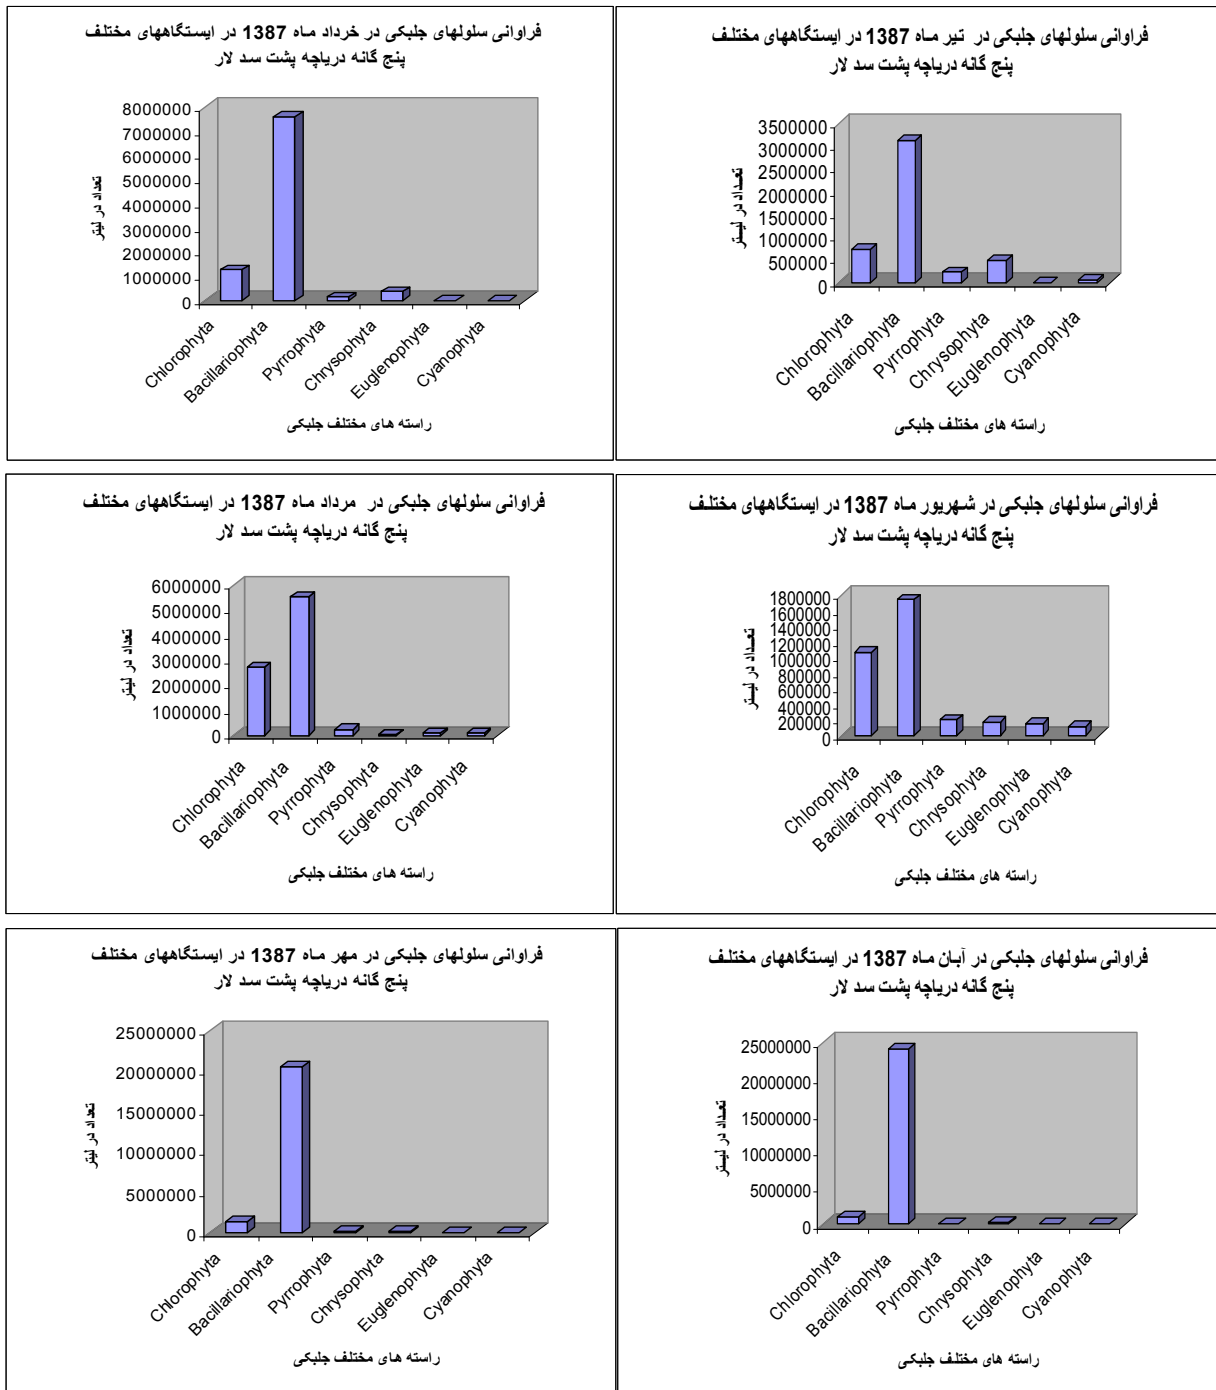 فراوانی سلولهای جلبکی در خرداد ماه 1387 در ایستگاههای مختلف
پنج گانه دریاچه پشت سد لار
تعداد در لیتر
8000000
7000000
6000000
5000000
4000000
3000000
2000000
1000000
0
Chlorophyta
Bacillariophyta
Pyrrophyta
Chrysophyta
Euglenophyta
Cyanophyta
راسته های مختلف جلبکی
فراوانی سلولهای جلبکی در تیر ماه 1387 در ایستگاههای مختلف
پنج گانه دریاچه پشت سد لار
تعداد در لیتر
3500000
3000000
2500000
2000000
1500000
1000000
500000
0
Chlorophyta
Bacillariophyta
Pyrrophyta
Chrysophyta
Euglenophyta
Cyanophyta
راسته های مختلف جلبکی
فراوانی سلولهای جلبکی در مرداد ماه 1387 در ایستگاههای مختلف
پنج گانه دریاچه پشت سد لار
تعداد در لیتر
6000000
5000000
4000000
3000000
2000000
1000000
0
Chlorophyta
Bacillariophyta
Pyrrophyta
Chrysophyta
Euglenophyta
Cyanophyta
راسته های مختلف جلبکی
فراوانی سلولهای جلبکی در شهریور ماه 1387 در ایستگاههای مختلف
پنج گانه دریاچه پشت سد لار
تعداد در لیتر
1800000
1600000
1400000
1200000
1000000
800000
600000
400000
200000
0
Chlorophyta
Bacillariophyta
Pyrrophyta
Chrysophyta
Euglenophyta
Cyanophyta
راسته های مختلف جلبکی
فراوانی سلولهای جلبکی در مهر ماه 1387 در ایستگاههای مختلف
پنج گانه دریاچه پشت سد لار
تعداد در لیتر
25000000
20000000
15000000
10000000
5000000
0
Chlorophyta
Bacillariophyta
Pyrrophyta
Chrysophyta
Euglenophyta
Cyanophyta
راسته های مختلف جلبکی
فراوانی سلولهای جلبکی در آبان ماه 1387 در ایستگاههای مختلف
پنج گانه دریاچه پشت سد لار
تعداد در لیتر
25000000
20000000
15000000
10000000
5000000
0
Chlorophyta
Bacillariophyta
Pyrrophyta
Chrysophyta
Euglenophyta
Cyanophyta
راسته های مختلف جلبکی